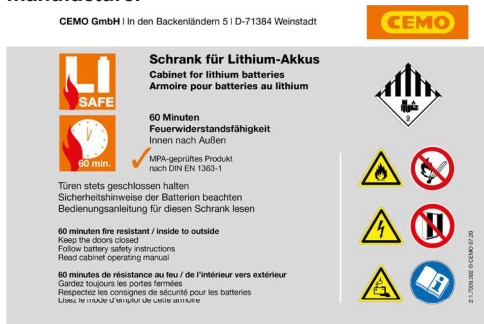 CEMO GmbH I In den Backenländern 5 I D-71384 Weinstadt
CEMO
LI
SAFE
Schrank für Lithium-Akkus
Cabinet for lithium batteries
Armoire pour batteries au lithium
60 min.
60 Minuten
Feuerwiderstandsfähigkeit
Innen nach Außen
MPA-geprüftes Produkt
nach DIN EN 1363-1
9
Türen stets geschlossen halten
Sicherheitshinweise der Batterien beachten
Bedienungsanleitung für diesen Schrank lesen
60 minutes fire resistant / inside to outside
Keep the doors closed
Follow battery safety instructions
Read cabinet operating manual
60 minutes de résistance au feu / de l'intérieur vers extérieur
Gardez toujours les portes fermées
Respectez les consignes de sécurité pour les batteries
Lisez le mode d'emploi de cette armoire